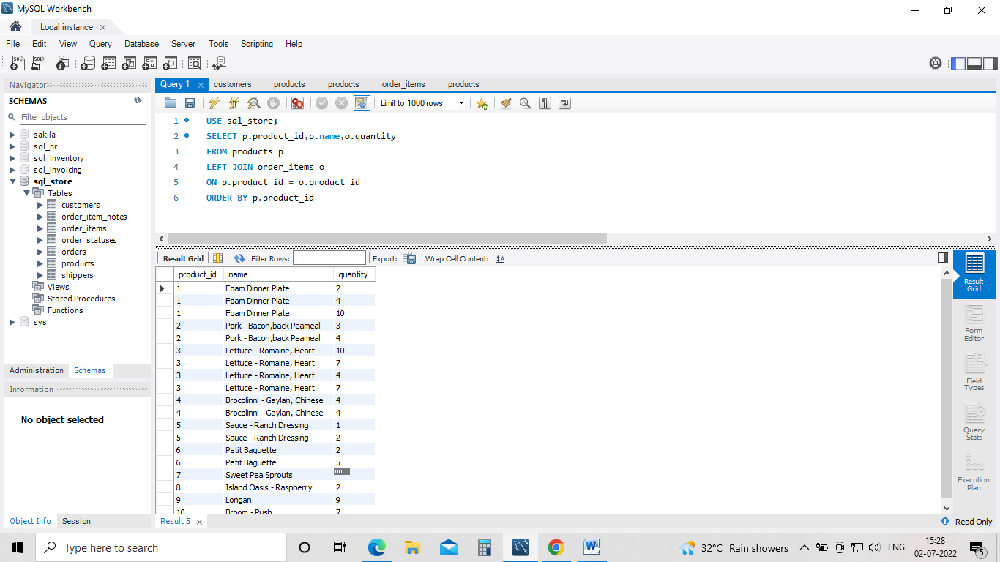 MySQL Workbench
Local instance
File Edit View Query Database Server Tools Scripting Help
Navigator
SCHEMAS
Filter objects
sakila
sql_hr
sql_inventory
sql_invoicing
sql_store
Tables
customers
order_item_notes
order_items
order_statuses
orders
products
shippers
Views
Stored Procedures
Functions
sys
Administration Schemas
Information
No object selected
Object Info Session
Query 1 customers products products order_items products
Limit to 1000 rows
1 USE sql_store;
2 SELECT p.product_id,p.name,o.quantity
3 FROM products p
4 LEFT JOIN order_items o
5 ON p.product_id = o.product_id
6 ORDER BY p.product_id
Result Grid Filter Rows: Export: Wrap Cell Content: IA
product_id name quantity
1 Foam Dinner Plate 2
1 Foam Dinner Plate 4
1 Foam Dinner Plate 10
2 Pork - Bacon,back Peameal 3
2 Pork - Bacon,back Peameal 4
3 Lettuce - Romaine, Heart 10
3 Lettuce - Romaine, Heart 7
3 Lettuce - Romaine, Heart 4
3 Lettuce - Romaine, Heart 7
4 Brocolinni - Gaylan, Chinese 4
4 Brocolinni - Gaylan, Chinese 4
5 Sauce - Ranch Dressing 1
5 Sauce - Ranch Dressing 2
6 Petit Baguette 2
6 Petit Baguette 5
7 Sweet Pea Sprouts NULL
8 Island Oasis - Raspberry 2
9 Longan 9
10 Broom - Push 7
Result
Grid
Form
Editor
Field
Types
Query
Stats
Execution
Plan
Result 5
Read Only
Type here to search
32°C Rain showers
ENG
15:28
02-07-2022
5